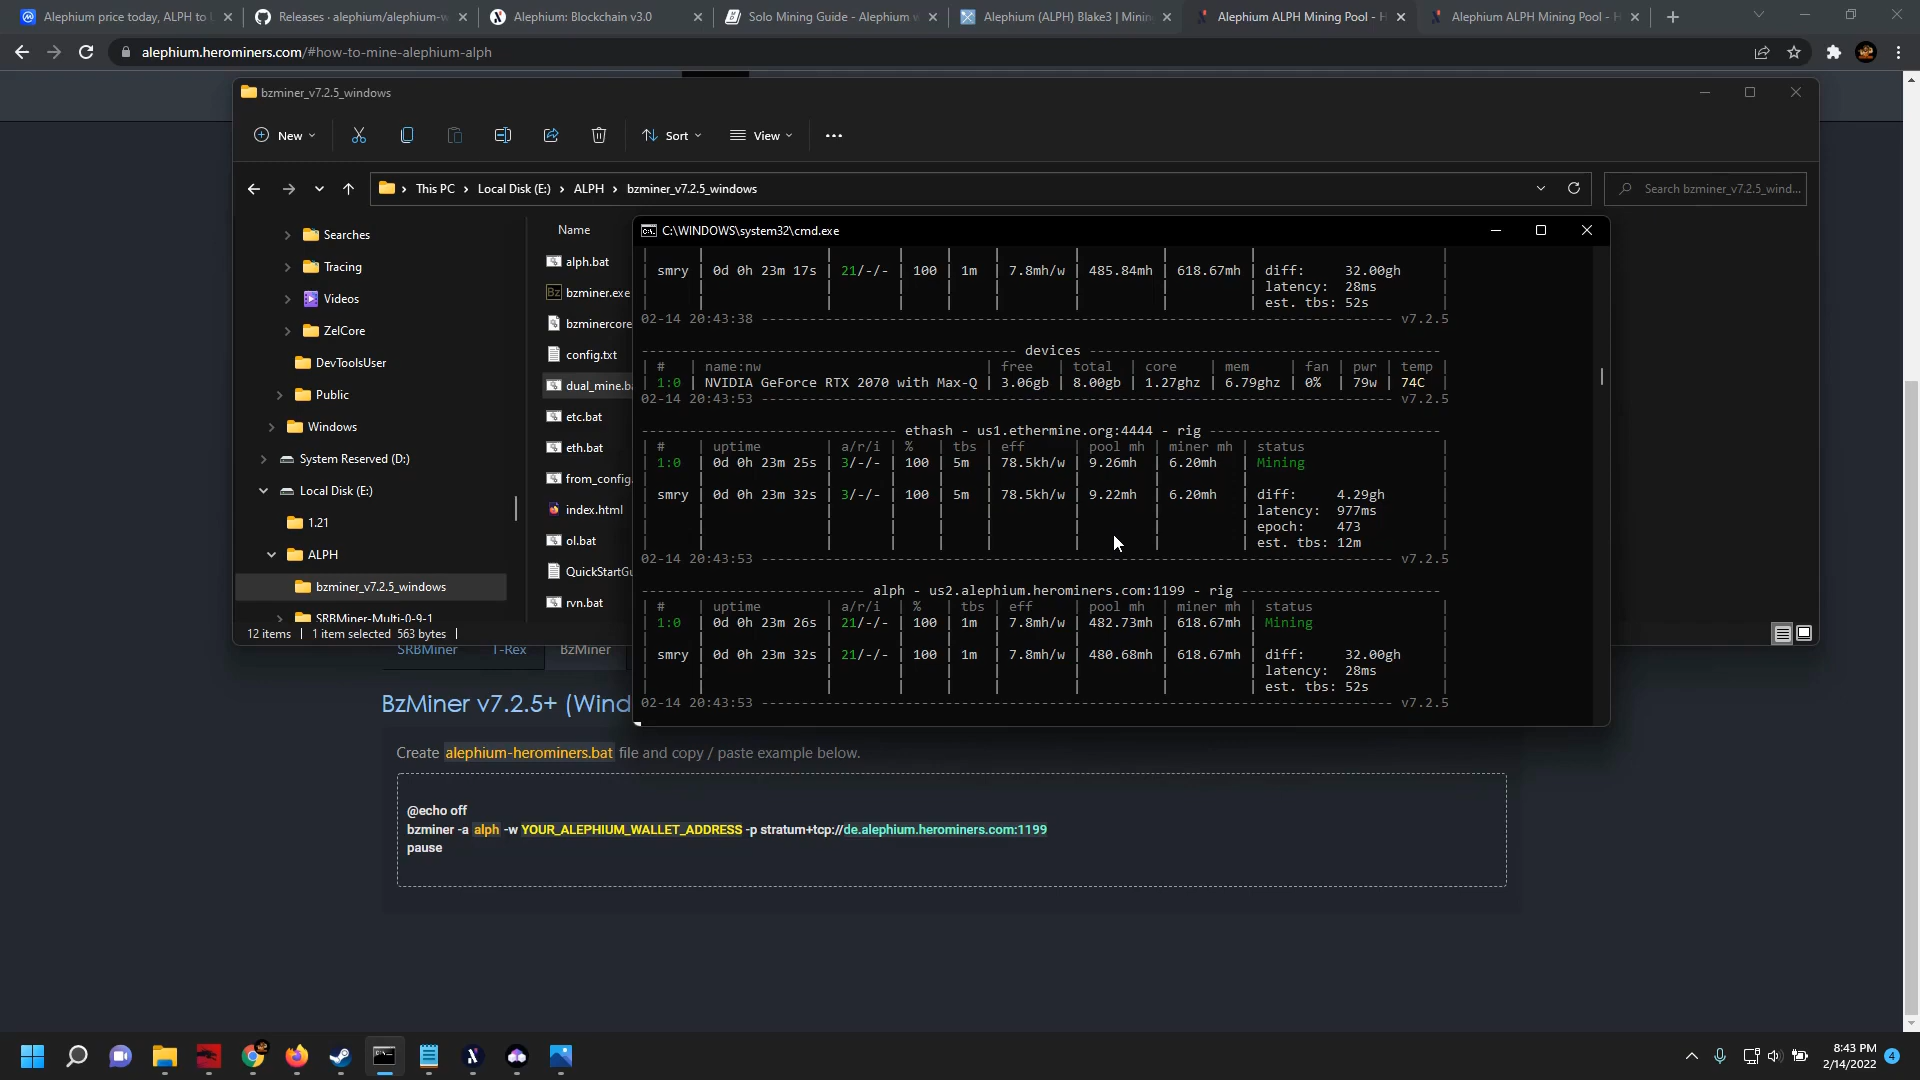 Alephium price today, ALPH to
Releases · alephium/alephium-w
Alephium: Blockchain v3.0
Solo Mining Guide - Alephium w
Alephium (ALPH) Blake3 | Mining
Alephium ALPH Mining Pool - H
Alephium ALPH Mining Pool - H
alephium.herominers.com/#how-to-mine-alephium-alph
bzminer_v7.2.5_windows
New
Sort
View
This PC > Local Disk (E:) > ALPH > bzminer_v7.2.5_windows
Search bzminer_v7.2.5_wind...
Searches
Tracing
Videos
ZelCore
DevToolsUser
Public
Windows
System Reserved (D:)
Local Disk (E:)
1.21
ALPH
bzminer_v7.2.5_windows
SRBMiner-Multi-0-9-1
Name
alph.bat
bzminer.exe
bzminercore
config.txt
dual_mine.ba
etc.bat
eth.bat
from_config.
index.html
ol.bat
QuickStartGu
rvn.bat
12 items | 1 item selected 563 bytes |
C:\WINDOWS\system32\cmd.exe
| smry | 0d 0h 23m 17s | 21/-/- | 100 | 1m | 7.8mh/w | 485.84mh | 618.67mh | diff: 32.00gh |
| latency: 28ms |
| est. tbs: 52s |
02-14 20:43:38 ---- v7.2.5
---- devices ----
| # | name:nw | free | total | core | mem | fan | pwr | temp |
| 1:0 | NVIDIA GeForce RTX 2070 with Max-Q | 3.06gb | 8.00gb | 1.27ghz | 6.79ghz | 0% | 79w | 74C |
02-14 20:43:53 ---- v7.2.5
---- ethash - us1.ethermine.org:4444 - rig ----
| # | uptime | a/r/i | % | tbs | eff | pool mh | miner mh | status |
| 1:0 | 0d 0h 23m 25s | 3/-/- | 100 | 5m | 78.5kh/w | 9.26mh | 6.20mh | Mining |
| smry | 0d 0h 23m 32s | 3/-/- | 100 | 5m | 78.5kh/w | 9.22mh | 6.20mh | diff: 4.29gh |
| latency: 977ms |
| epoch: 473 |
| est. tbs: 12m |
02-14 20:43:53 ---- v7.2.5
---- alph - us2.alephium.herominers.com:1199 - rig ----
| # | uptime | a/r/i | % | tbs | eff | pool mh | miner mh | status |
| 1:0 | 0d 0h 23m 26s | 21/-/- | 100 | 1m | 7.8mh/w | 482.73mh | 618.67mh | Mining |
| smry | 0d 0h 23m 32s | 21/-/- | 100 | 1m | 7.8mh/w | 480.68mh | 618.67mh | diff: 32.00gh |
| latency: 28ms |
| est. tbs: 52s |
02-14 20:43:53 ---- v7.2.5
SRBMiner T-Rex BzMiner
BzMiner v7.2.5+ (Wind
Create alephium-herominers.bat file and copy / paste example below.
@echo off
bzminer -a alph -w YOUR_ALEPHIUM_WALLET_ADDRESS -p stratum+tcp://de.alephium.herominers.com:1199
pause
8:43 PM
2/14/2022
4